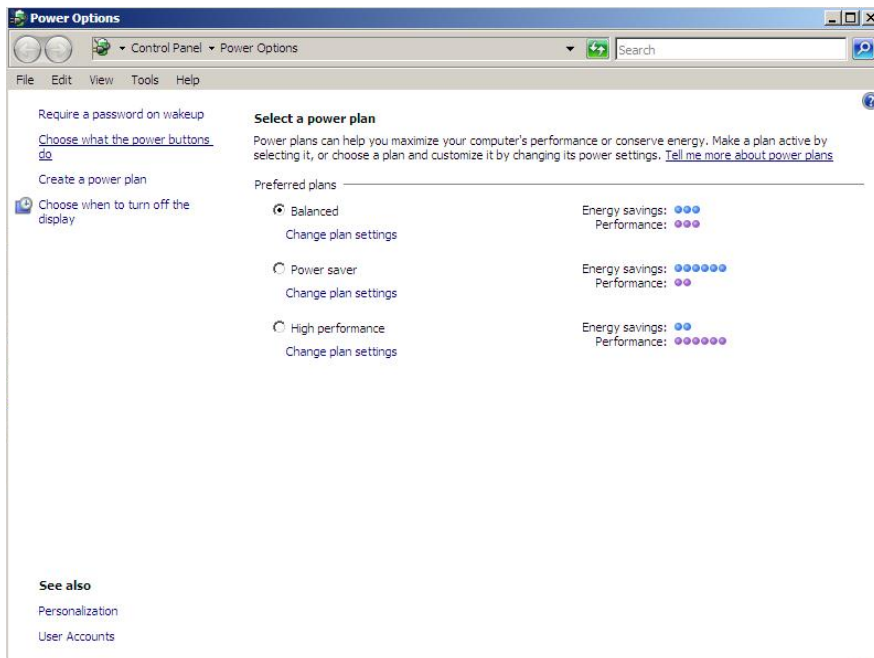 Power Options
Control Panel Power Options
Search
File Edit View Tools Help
Require a password on wakeup
Choose what the power buttons
do
Create a power plan
Choose when to turn off the
display
Select a power plan
Power plans can help you maximize your computer's performance or conserve energy. Make a plan active by
selecting it, or choose a plan and customize it by changing its power settings. Tell me more about power plans
Preferred plans
Balanced
Energy savings:
Change plan settings
Performance:
Power saver
Energy savings:
Change plan settings
Performance:
High performance
Energy savings:
Change plan settings
Performance:
See also
Personalization
User Accounts